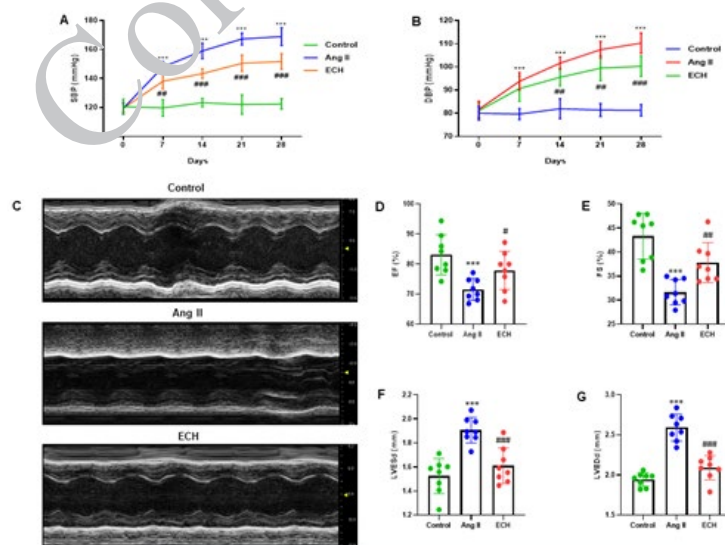 A
B
180
160
140
120
SBP (mmHg)
***
***
***
***
##
###
###
###
0 7 14 21 28
Days
Control
Ang II
ECH
120
110
100
90
80
70
DBP (mmHg)
***
***
***
***
##
##
###
0 7 14 21 28
Days
Control
Ang II
ECH
C
Control
Ang II
ECH
D
100
90
80
70
60
EF (%)
***
#
Control Ang II ECH
E
50
45
40
35
30
25
FS (%)
***
##
Control Ang II ECH
F
2.2
2.0
1.8
1.6
1.4
1.2
LVESd (mm)
***
###
Control Ang II ECH
G
3.0
2.5
2.0
1.5
LVEDd (mm)
***
###
Control Ang II ECH